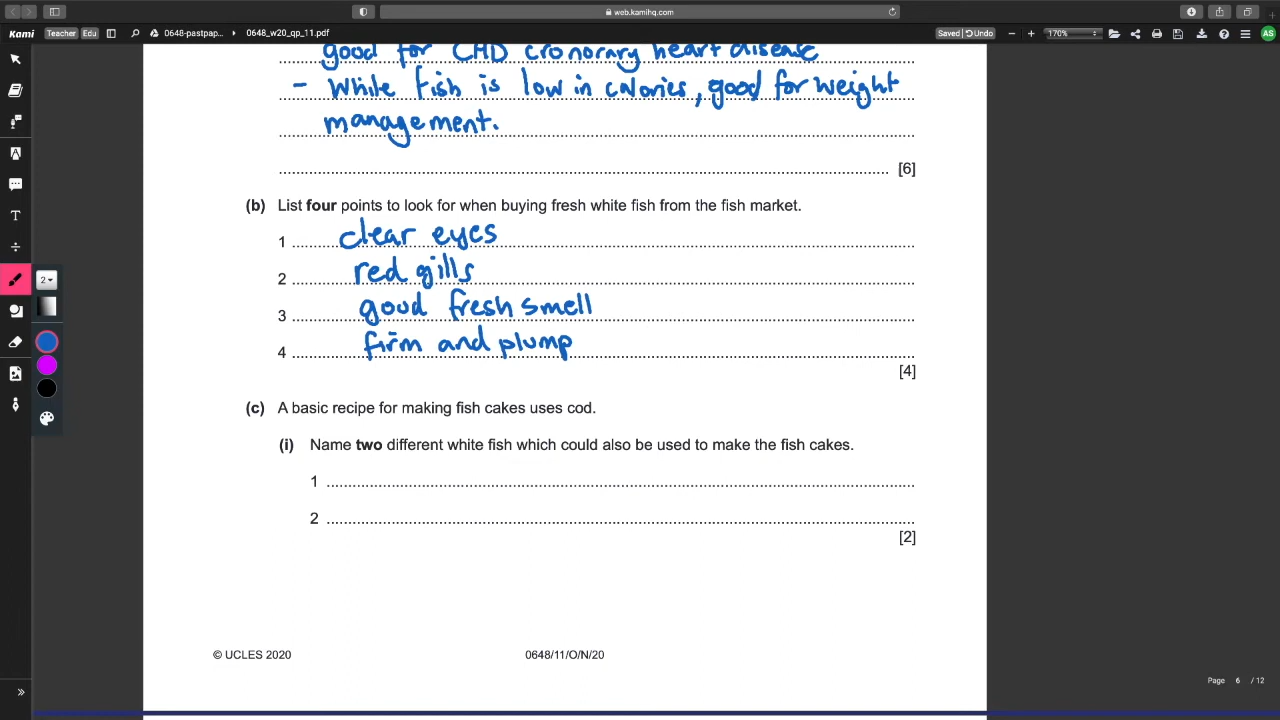 web.kamihq.com
Kami Teacher Edu 0648-pastpap... 0648_w20_qp_11.pdf Saved Undo 170% AS
good for CHD cronorary heart disease
- While fish is low in calories, good for weight
management.
[6]
(b) List four points to look for when buying fresh white fish from the fish market.
1 clear eyes
2 red gills
3 good fresh smell
4 firm and plump
[4]
(c) A basic recipe for making fish cakes uses cod.
(i) Name two different white fish which could also be used to make the fish cakes.
1
2
[2]
© UCLES 2020 0648/11/O/N/20
Page 6 / 12
2